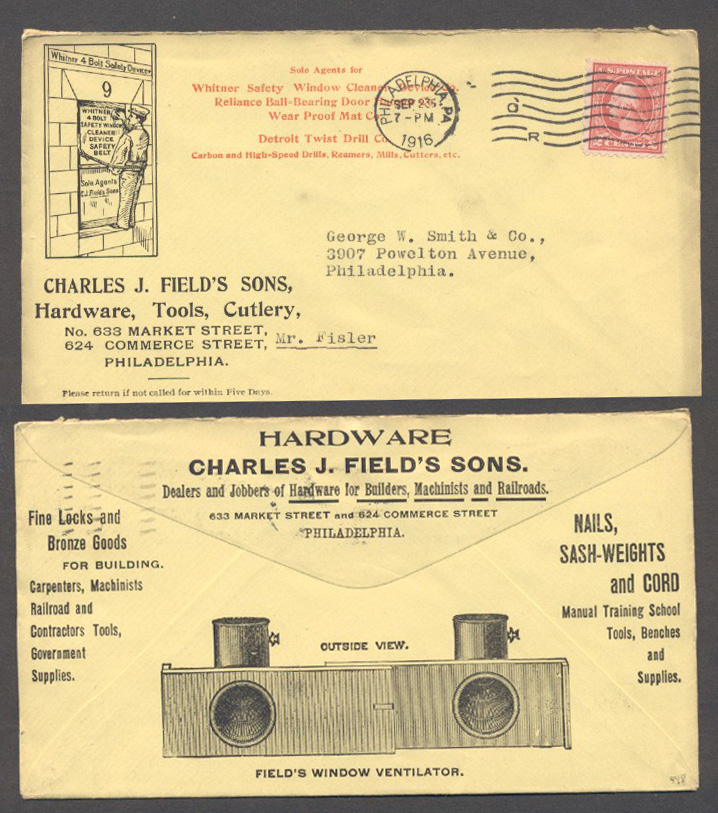 Whitner 4 Bolt Safety Device
9
WHITNER
4 BOLT
SAFETY WINDOW
CLEANER
DEVICE
SAFETY
BELT
Sole Agents
C.J. Field's Sons
Sole Agents for
Whitner Safety Window Cleaner Device Co.
Reliance Ball-Bearing Door
Wear Proof Mat Co.
Detroit Twist Drill Co.
Carbon and High-Speed Drills, Reamers, Mills, Cutters, etc.
PHILADELPHIA, PA.
SEP 23
7-PM
1916
R
U.S. POSTAGE
2 CENTS 2
George W. Smith & Co.,
3907 Powelton Avenue,
Philadelphia.
CHARLES J. FIELD'S SONS,
Hardware, Tools, Cutlery,
No. 633 MARKET STREET,
624 COMMERCE STREET,
PHILADELPHIA.
Mr. Fisler
Please return if not called for within Five Days.
HARDWARE
CHARLES J. FIELD'S SONS.
Dealers and Jobbers of Hardware for Builders, Machinists and Railroads.
633 MARKET STREET and 624 COMMERCE STREET
PHILADELPHIA.
Fine Locks and
Bronze Goods
FOR BUILDING.
Carpenters, Machinists
Railroad and
Contractors Tools,
Government
Supplies.
NAILS,
SASH-WEIGHTS
and CORD
Manual Training School
Tools, Benches
and
Supplies.
OUTSIDE VIEW.
FIELD'S WINDOW VENTILATOR.